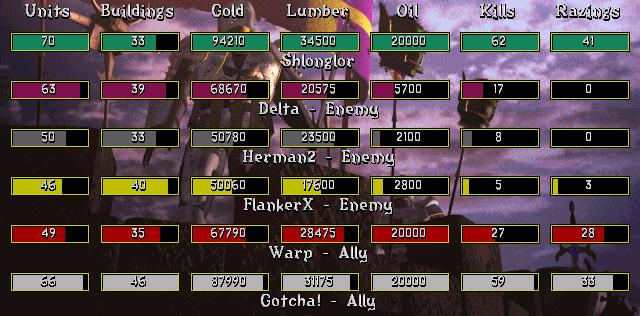 Units Buildings Gold Lumber Oil Kills Razings
70 33 94210 34500 20000 62 41
Shlonglor
63 39 68670 20575 5700 17 0
Delta - Enemy
50 33 50780 23500 2100 8 0
Herman2 - Enemy
46 40 50060 17600 2800 5 3
FlankerX - Enemy
49 35 67790 28475 20000 27 28
Warp - Ally
66 46 87990 31175 20000 59 33
Gotcha! - Ally